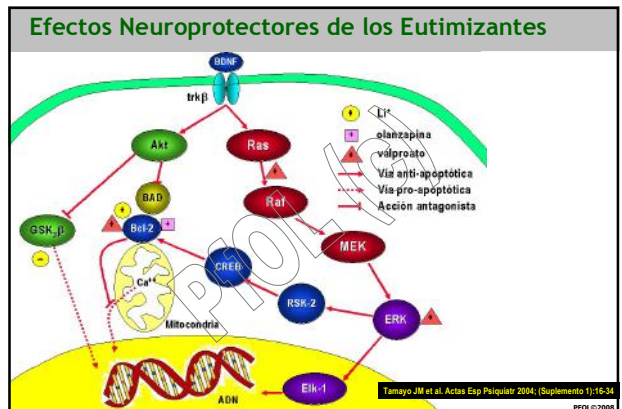 Efectos Neuroprotectores de los Eutimizantes
BDNF
trkβ
Li⁺
olanzapina
valproato
Vía anti-apoptótica
Vía pro-apoptótica
Acción antagonista
Akt
Ras
BAD
Raf
GSK₃β
Bcl-2
MEK
Ca⁺⁺
CREB
RSK-2
Mitocondria
ERK
Elk-1
ADN
Tamayo JM et al. Actas Esp Psiquiatr 2004; (Suplemento 1):16-34
PFOL©2008
PfOL (G)